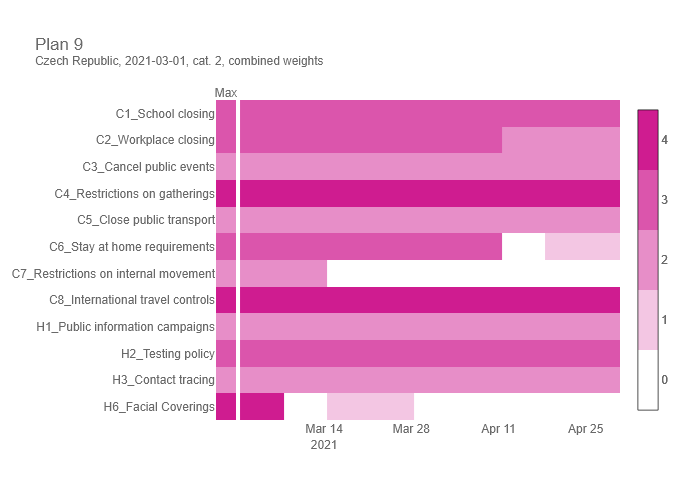 Plan 9
Czech Republic, 2021-03-01, cat. 2, combined weights
Max
C1_School closing
C2_Workplace closing
C3_Cancel public events
C4_Restrictions on gatherings
C5_Close public transport
C6_Stay at home requirements
C7_Restrictions on internal movement
C8_International travel controls
H1_Public information campaigns
H2_Testing policy
H3_Contact tracing
H6_Facial Coverings
Mar 14 Mar 28 Apr 11 Apr 25
2021
4
3
2
1
0